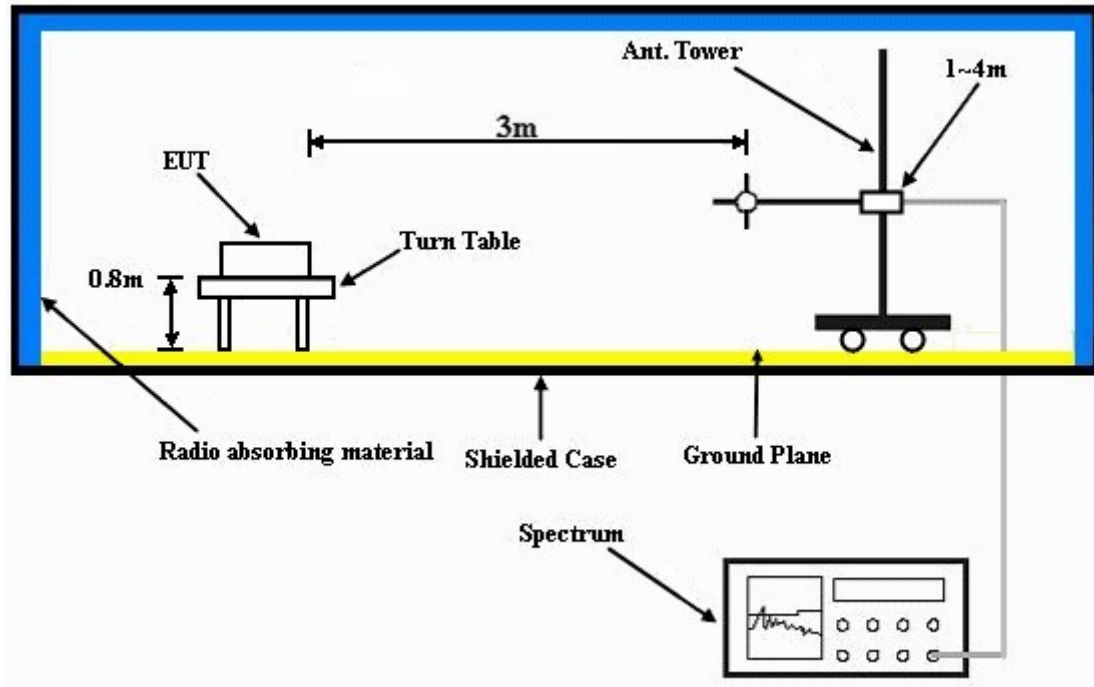 Ant. Tower
1~4m
3m
EUT
Turn Table
0.8m
Radio absorbing material
Shielded Case
Ground Plane
Spectrum